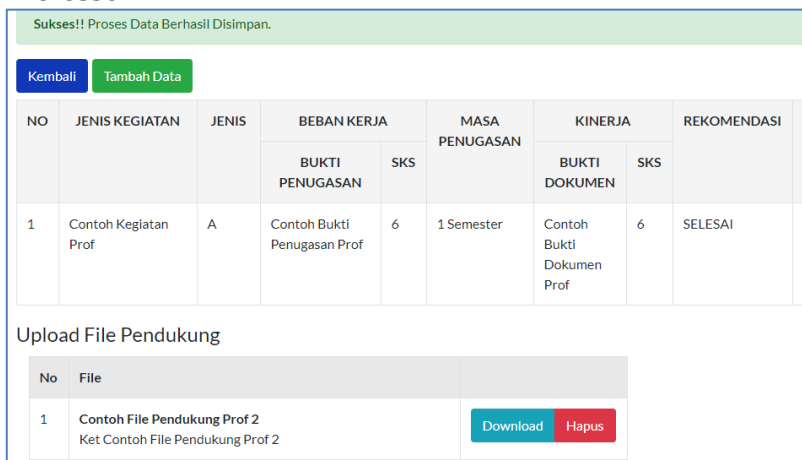 Sukses!! Proses Data Berhasil Disimpan.
Kembali Tambah Data
NO JENIS KEGIATAN JENIS BEBAN KERJA MASA PENUGASAN KINERJA REKOMENDASI
BUKTI PENUGASAN SKS BUKTI DOKUMEN SKS
1 Contoh Kegiatan Prof A Contoh Bukti Penugasan Prof 6 1 Semester Contoh Bukti Dokumen Prof 6 SELESAI
Upload File Pendukung
No File
1 Contoh File Pendukung Prof 2
Ket Contoh File Pendukung Prof 2
Download Hapus